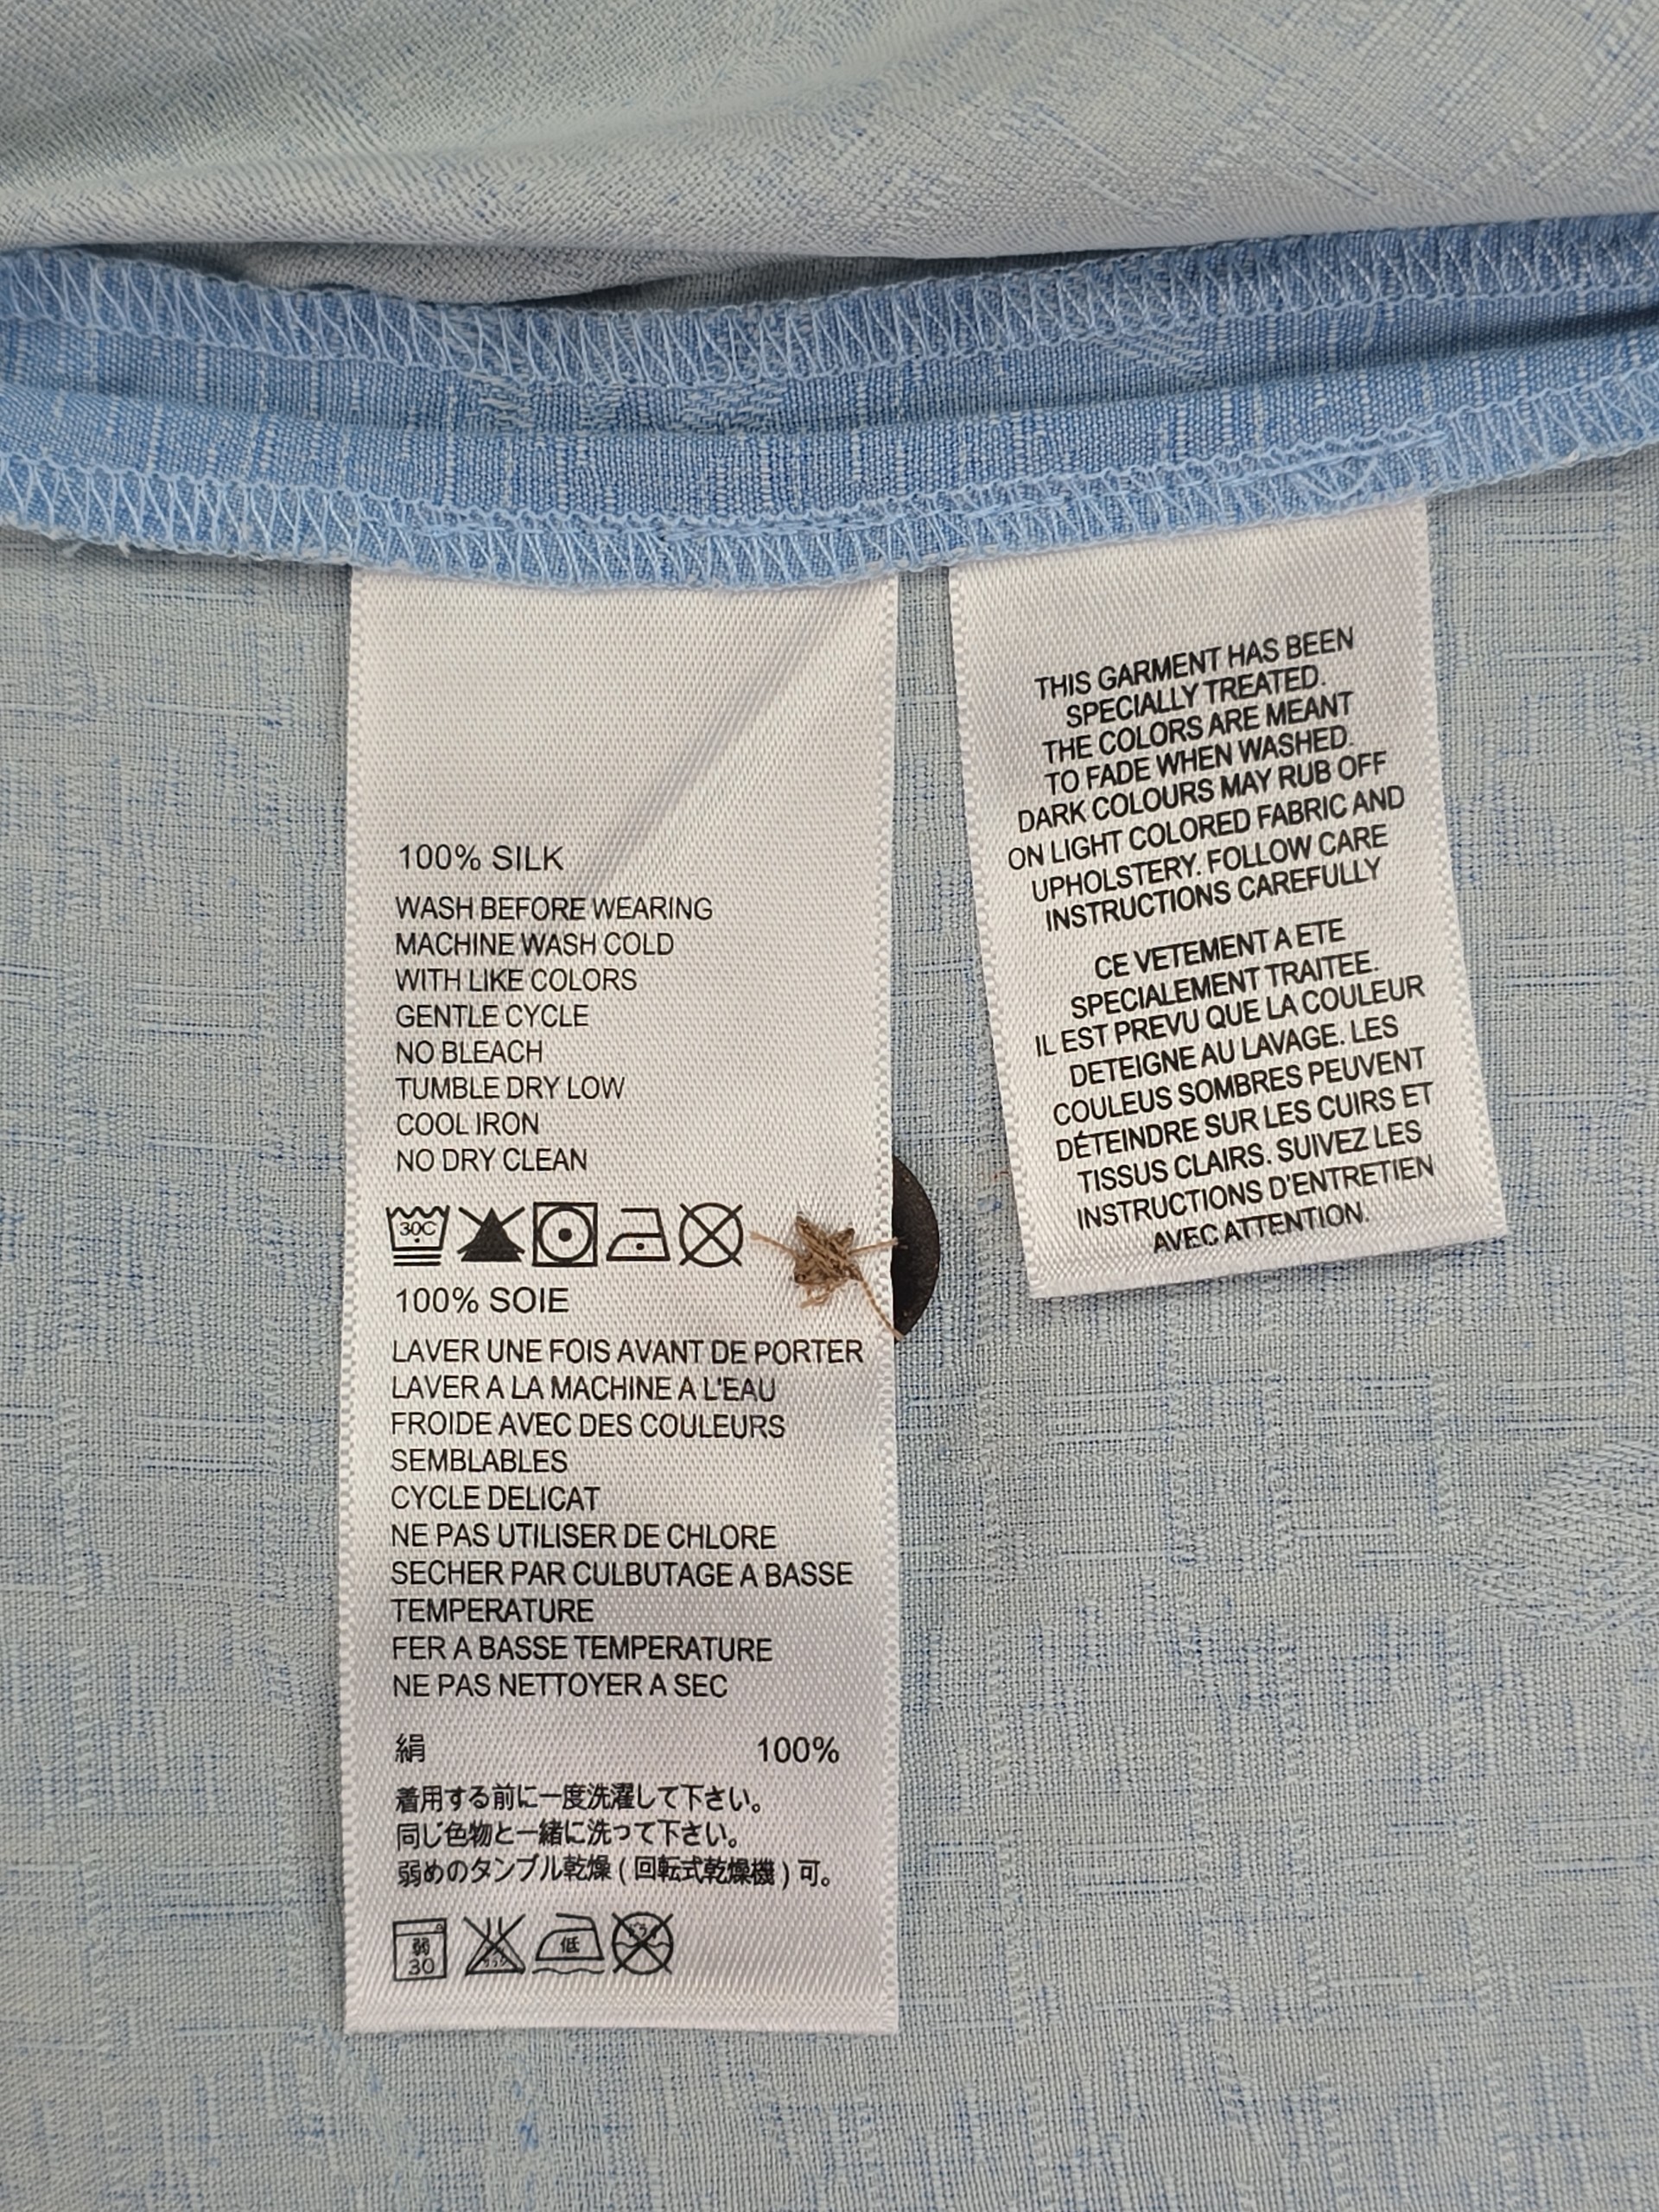 100% SILK
WASH BEFORE WEARING
MACHINE WASH COLD
WITH LIKE COLORS
GENTLE CYCLE
NO BLEACH
TUMBLE DRY LOW
COOL IRON
NO DRY CLEAN
30C
100% SOIE
LAVER UNE FOIS AVANT DE PORTER
LAVER A LA MACHINE A L'EAU
FROIDE AVEC DES COULEURS
SEMBLABLES
CYCLE DELICAT
NE PAS UTILISER DE CHLORE
SECHER PAR CULBUTAGE A BASSE
TEMPERATURE
FER A BASSE TEMPERATURE
NE PAS NETTOYER A SEC
絹 100%
着用する前に一度洗濯して下さい。
同じ色物と一緒に洗って下さい。
弱めのタンブル乾燥(回転式乾燥機)可。
弱
30
低
THIS GARMENT HAS BEEN
SPECIALLY TREATED.
THE COLORS ARE MEANT
TO FADE WHEN WASHED.
DARK COLOURS MAY RUB OFF
ON LIGHT COLORED FABRIC AND
UPHOLSTERY. FOLLOW CARE
INSTRUCTIONS CAREFULLY
CE VETEMENT A ETE
SPECIALEMENT TRAITEE.
IL EST PREVU QUE LA COULEUR
DETEIGNE AU LAVAGE. LES
COULEUS SOMBRES PEUVENT
DÉTEINDRE SUR LES CUIRS ET
TISSUS CLAIRS. SUIVEZ LES
INSTRUCTIONS D'ENTRETIEN
AVEC ATTENTION.